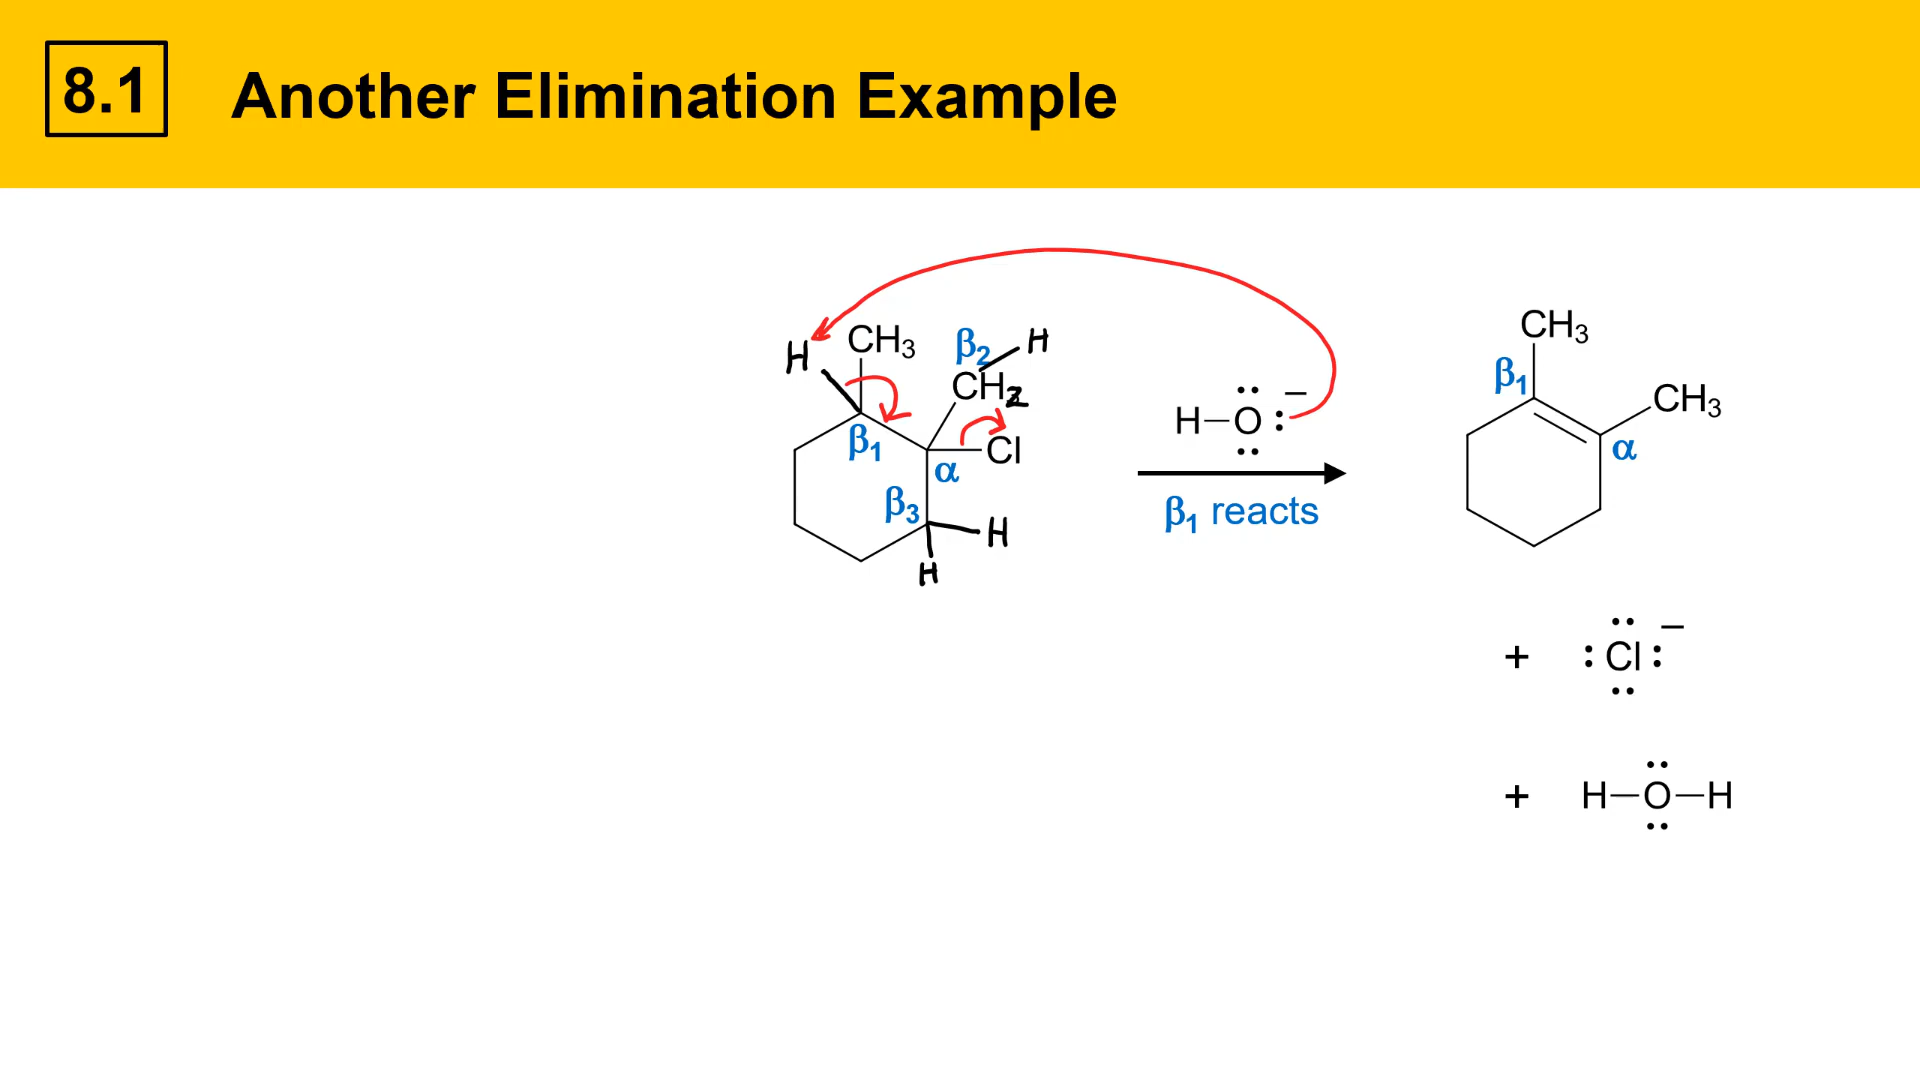 8.1 Another Elimination Example
H CH₃ β₂ H
CH₂
β₁ Cl
α
β₃ H
H
H–O:⁻
β₁ reacts
CH₃
β₁ CH₃
α
+ :Cl:⁻
+ H–O–H